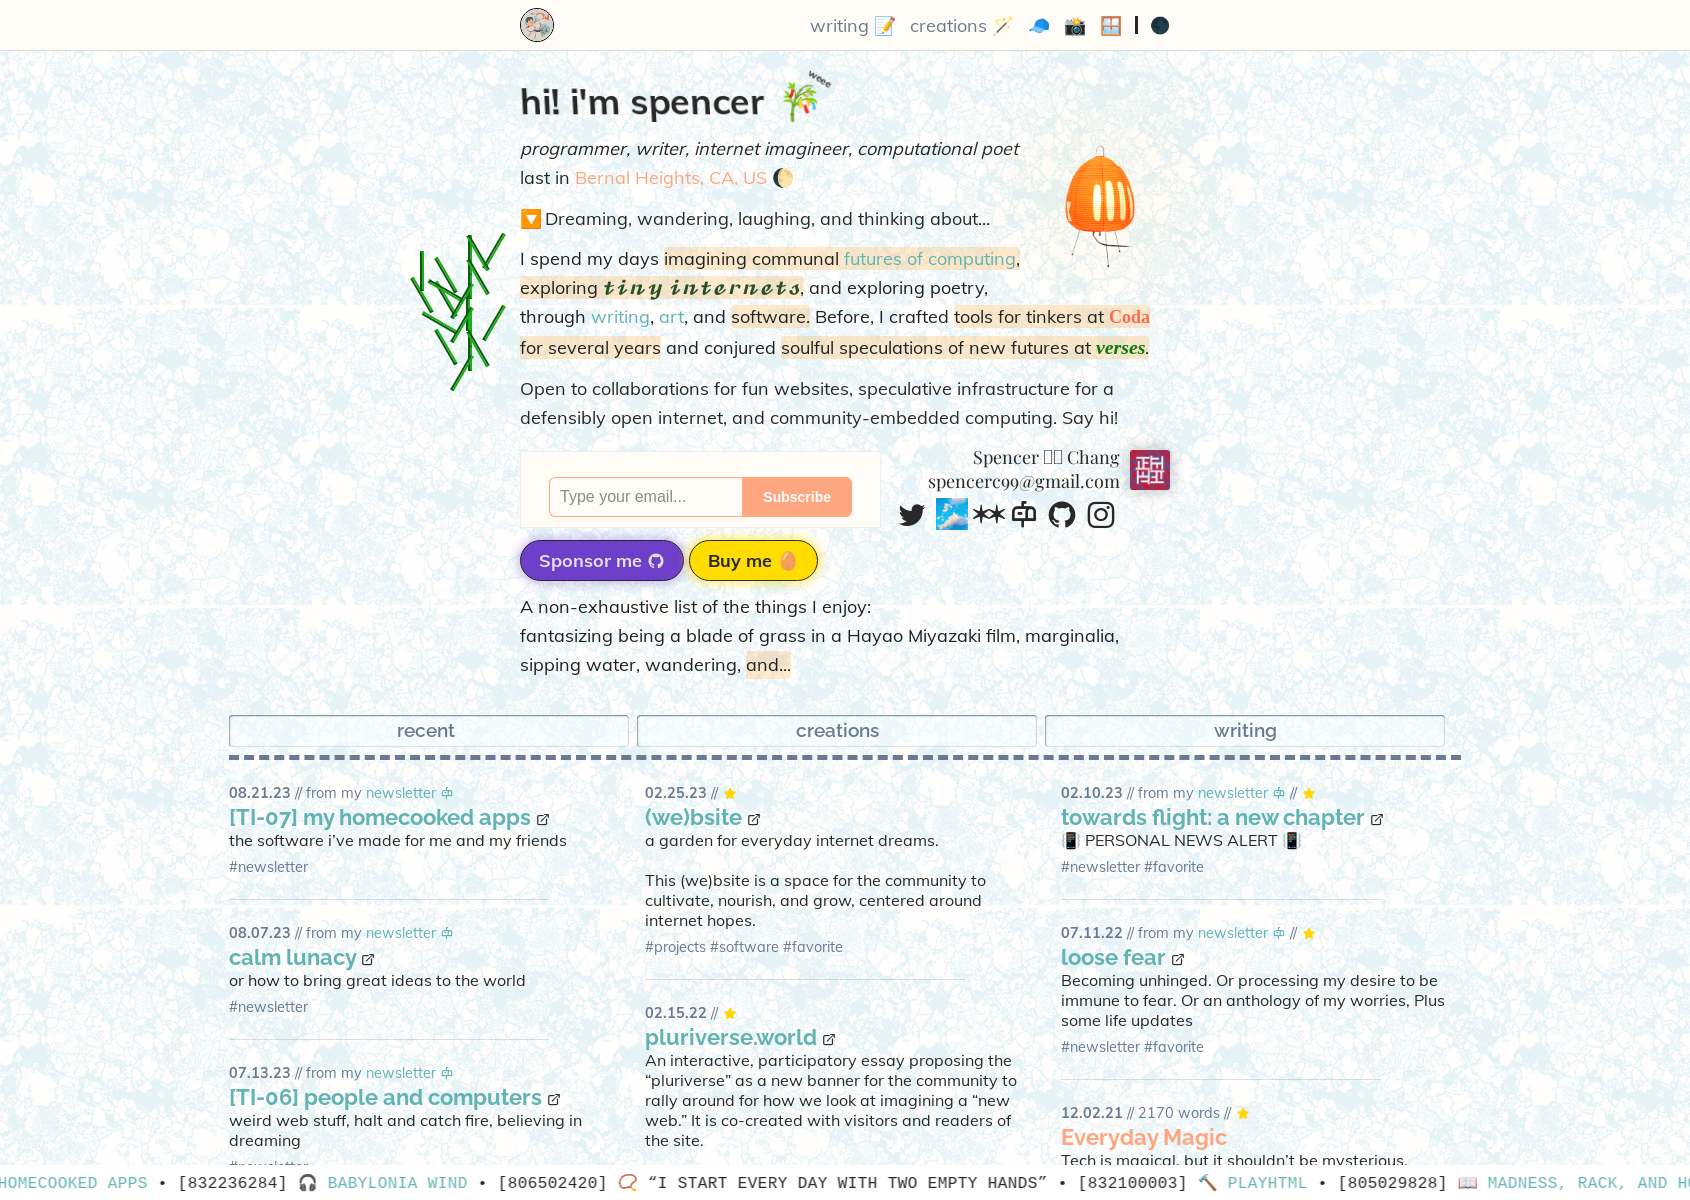 writing 📝 creations 🪄
hi! i'm spencer
weee
programmer, writer, internet imagineer, computational poet
last in Bernal Heights, CA, US
Dreaming, wandering, laughing, and thinking about...
I spend my days imagining communal futures of computing,
exploring tiny internets, and exploring poetry,
through writing, art, and software. Before, I crafted tools for tinkers at Coda
for several years and conjured soulful speculations of new futures at verses.
Open to collaborations for fun websites, speculative infrastructure for a
defensibly open internet, and community-embedded computing. Say hi!
Type your email...
Subscribe
Spencer Chang
spencerc99@gmail.com
Sponsor me
Buy me 🥚
A non-exhaustive list of the things I enjoy:
fantasizing being a blade of grass in a Hayao Miyazaki film, marginalia,
sipping water, wandering, and...
recent
08.21.23 // from my newsletter
[TI-07] my homecooked apps
the software i’ve made for me and my friends
#newsletter
08.07.23 // from my newsletter
calm lunacy
or how to bring great ideas to the world
#newsletter
07.13.23 // from my newsletter
[TI-06] people and computers
weird web stuff, halt and catch fire, believing in
dreaming
#newsletter
creations
02.25.23 // ⭐
(we)bsite
a garden for everyday internet dreams.
This (we)bsite is a space for the community to
cultivate, nourish, and grow, centered around
internet hopes.
#projects #software #favorite
02.15.22 // ⭐
pluriverse.world
An interactive, participatory essay proposing the
“pluriverse” as a new banner for the community to
rally around for how we look at imagining a “new
web.” It is co-created with visitors and readers of
the site.
writing
02.10.23 // from my newsletter // ⭐
towards flight: a new chapter
📳 PERSONAL NEWS ALERT 📳
#newsletter #favorite
07.11.22 // from my newsletter // ⭐
loose fear
Becoming unhinged. Or processing my desire to be
immune to fear. Or an anthology of my worries, Plus
some life updates
#newsletter #favorite
12.02.21 // 2170 words // ⭐
Everyday Magic
Tech is magical, but it shouldn’t be mysterious.
HOMECOOKED APPS • [832236284] 🎧 BABYLONIA WIND • [806502420] 📿 “I START EVERY DAY WITH TWO EMPTY HANDS” • [832100003] 🔨 PLAYHTML • [805029828] 📖 MADNESS, RACK, AND HO